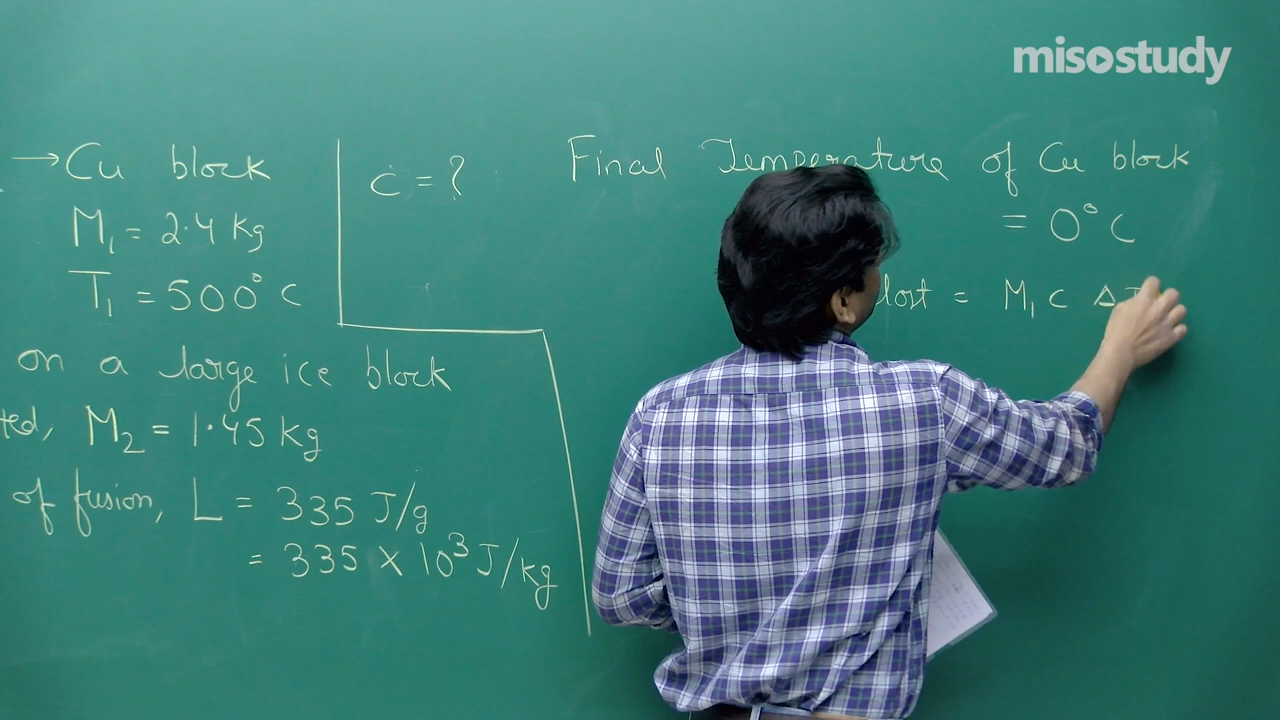 misostudy
→ Cu block
M₁ = 2.4 kg
T₁ = 500° C
on a large ice block
ted, M₂ = 1.45 kg
of fusion, L = 335 J/g
= 335 X 10³ J/kg
ċ = ?
Final Temperature of Cu block
= 0° C
lost = M₁ C Δ